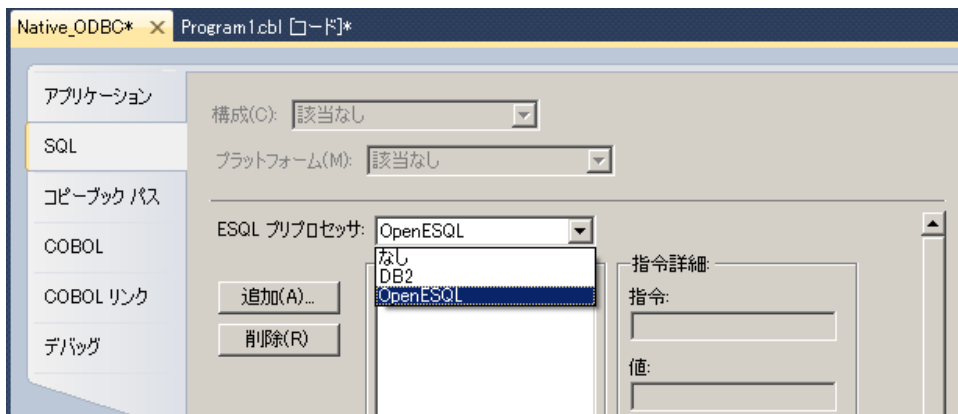 Native_ODBC* × Program1.cbl [コード]*
アプリケーション
SQL
コピーブック パス
COBOL
COBOL リンク
デバッグ
構成(C): 該当なし
プラットフォーム(M): 該当なし
ESQL プリプロセッサ: OpenESQL
なし
DB2
OpenESQL
追加(A)...
削除(R)
指令詳細:
指令:
値: